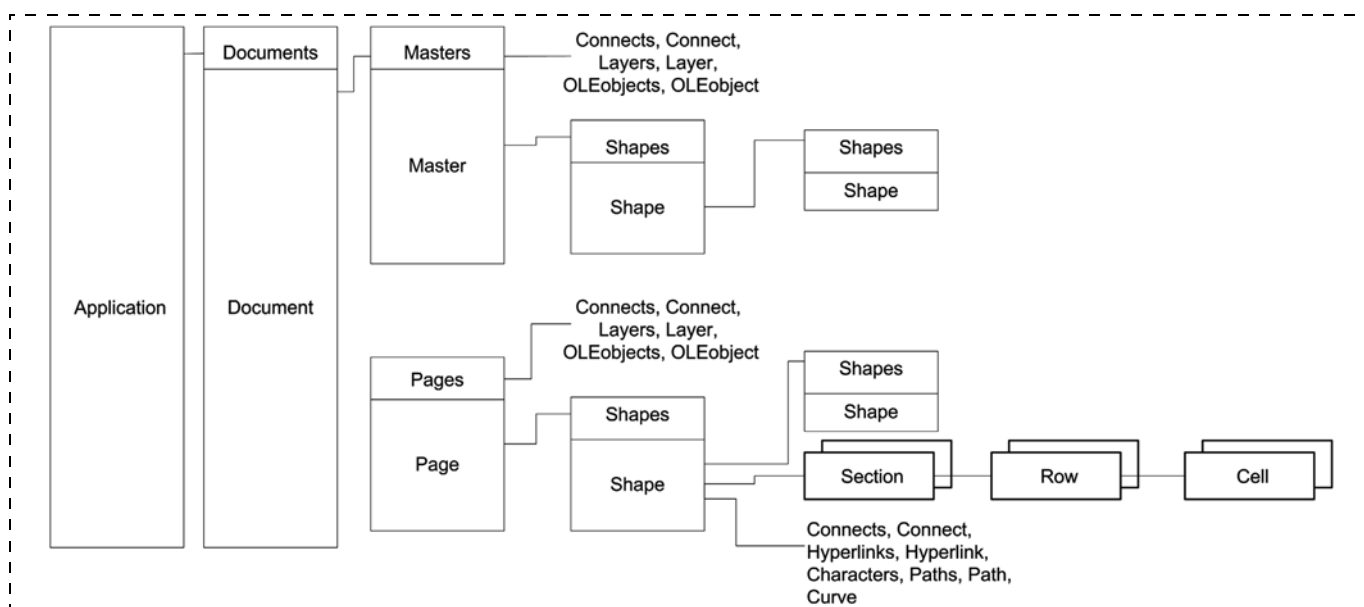 Application
Documents
Document
Masters
Master
Connects, Connect,
Layers, Layer,
OLEobjects, OLEobject
Shapes
Shape
Shapes
Shape
Pages
Page
Connects, Connect,
Layers, Layer,
OLEobjects, OLEobject
Shapes
Shape
Shapes
Shape
Section
Row
Cell
Connects, Connect,
Hyperlinks, Hyperlink,
Characters, Paths, Path,
Curve